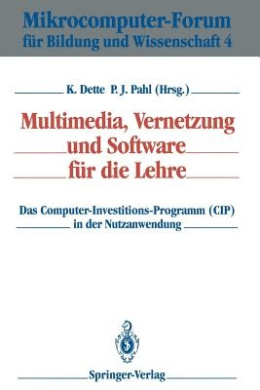 Mikrocomputer-Forum
für Bildung und Wissenschaft 4
K. Dette P. J. Pahl (Hrsg.)
Multimedia, Vernetzung
und Software
für die Lehre
Das Computer-Investitions-Programm (CIP)
in der Nutzanwendung
Springer-Verlag